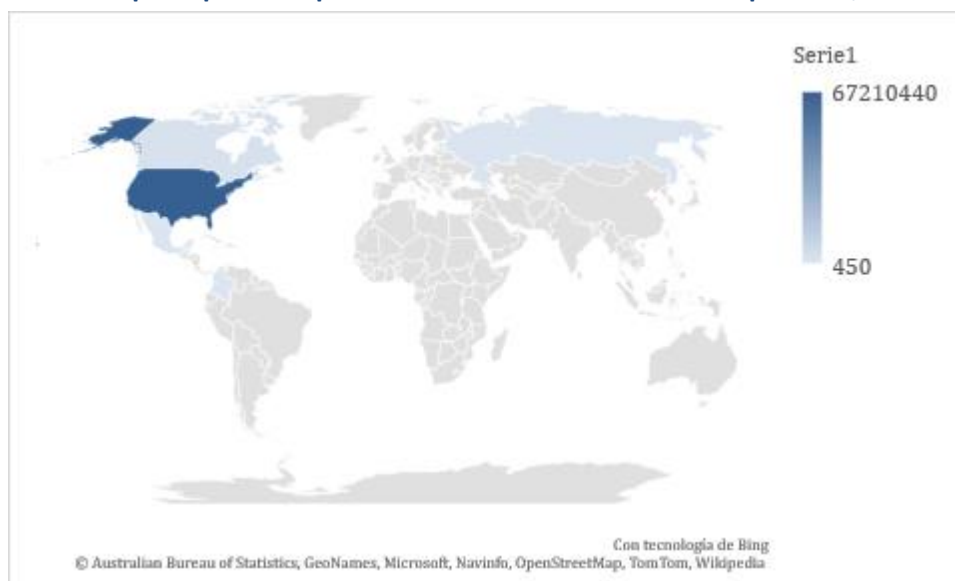 Serie1
67210440
450
Con tecnología de Bing
© Australian Bureau of Statistics, GeoNames, Microsoft, Navinfo, OpenStreetMap, TomTom, Wikipedia